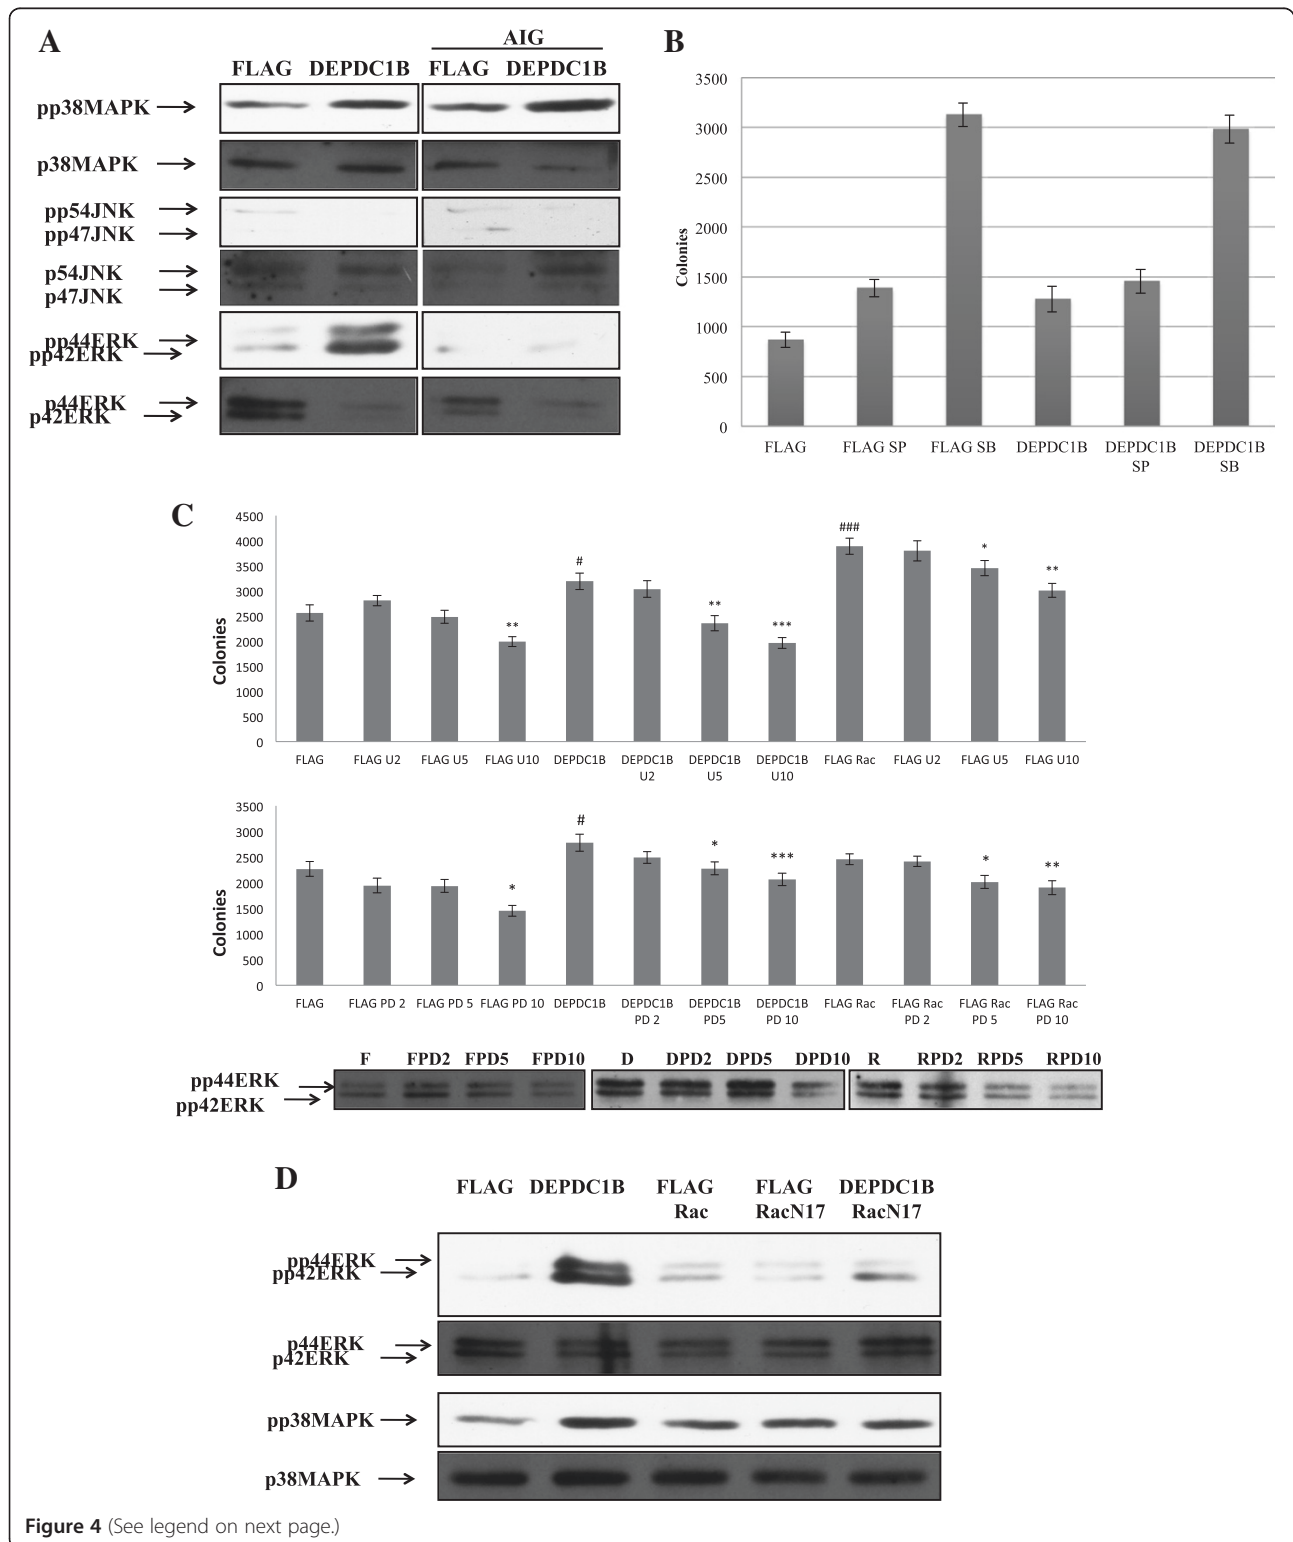 A
AIG
FLAG DEPDC1B FLAG DEPDC1B
pp38MAPK
p38MAPK
pp54JNK
pp47JNK
p54JNK
p47JNK
pp44ERK
pp42ERK
p44ERK
p42ERK
B
3500
3000
2500
2000
1500
1000
500
0
Colonies
FLAG FLAG SP FLAG SB DEPDC1B DEPDC1B SP DEPDC1B SB
C
4500
4000
3500
3000
2500
2000
1500
1000
500
0
Colonies
** # ** *** ### * **
FLAG FLAG U2 FLAG U5 FLAG U10 DEPDC1B DEPDC1B U2 DEPDC1B U5 DEPDC1B U10 FLAG Rac FLAG U2 FLAG U5 FLAG U10
3500
3000
2500
2000
1500
1000
500
0
Colonies
* # * *** * **
FLAG FLAG PD 2 FLAG PD 5 FLAG PD 10 DEPDC1B DEPDC1B PD 2 DEPDC1B PD5 DEPDC1B PD 10 FLAG Rac FLAG Rac PD 2 FLAG Rac PD 5 FLAG Rac PD 10
F FPD2 FPD5 FPD10 D DPD2 DPD5 DPD10 R RPD2 RPD5 RPD10
pp44ERK
pp42ERK
D
FLAG DEPDC1B FLAG Rac FLAG RacN17 DEPDC1B RacN17
pp44ERK
pp42ERK
p44ERK
p42ERK
pp38MAPK
p38MAPK
Figure 4 (See legend on next page.)